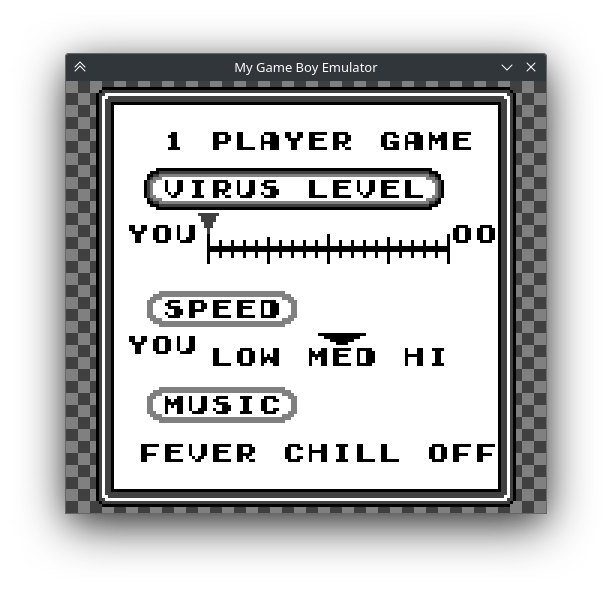 My Game Boy Emulator
1 PLAYER GAME
VIRUS LEVEL
YOU 00
SPEED
YOU LOW MED HI
MUSIC
FEVER CHILL OFF